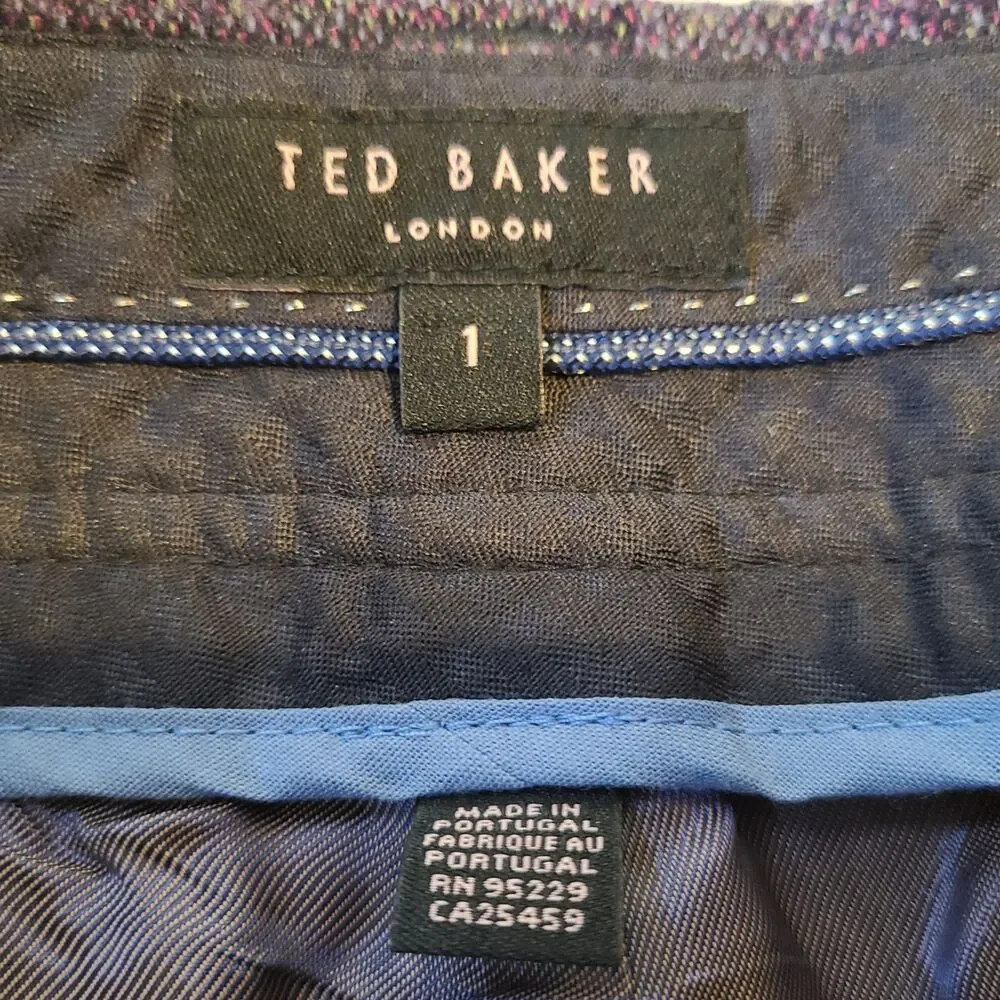 TED BAKER
LONDON
1
MADE IN
PORTUGAL
FABRIQUE AU
PORTUGAL
RN 95229
CA25459